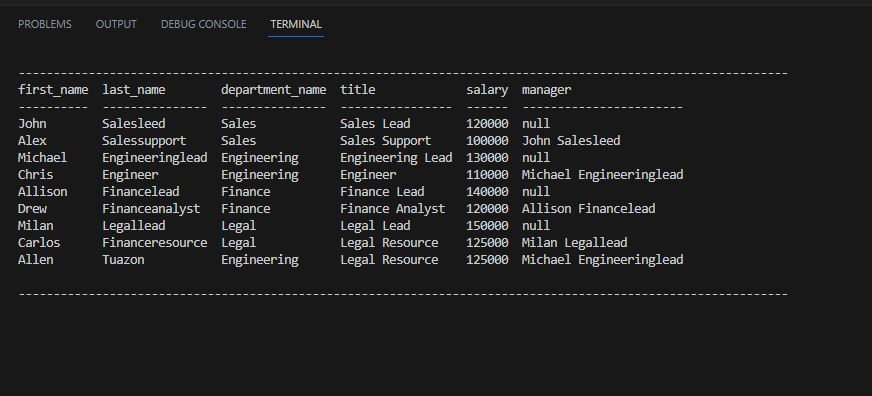 PROBLEMS OUTPUT DEBUG CONSOLE TERMINAL
--------------------------------------------------------------------------------------------------------------
first_name  last_name        department_name  title             salary  manager
----------  ---------------  ---------------  ----------------  ------  -----------------------
John        Salesleed        Sales            Sales Lead        120000  null
Alex        Salessupport     Sales            Sales Support     100000  John Salesleed
Michael     Engineeringlead  Engineering      Engineering Lead  130000  null
Chris       Engineer         Engineering      Engineer          110000  Michael Engineeringlead
Allison     Financelead      Finance          Finance Lead      140000  null
Drew        Financeanalyst   Finance          Finance Analyst   120000  Allison Financelead
Milan       Legallead        Legal            Legal Lead        150000  null
Carlos      Financeresource  Legal            Legal Resource    125000  Milan Legallead
Allen       Tuazon           Engineering      Legal Resource    125000  Michael Engineeringlead
--------------------------------------------------------------------------------------------------------------